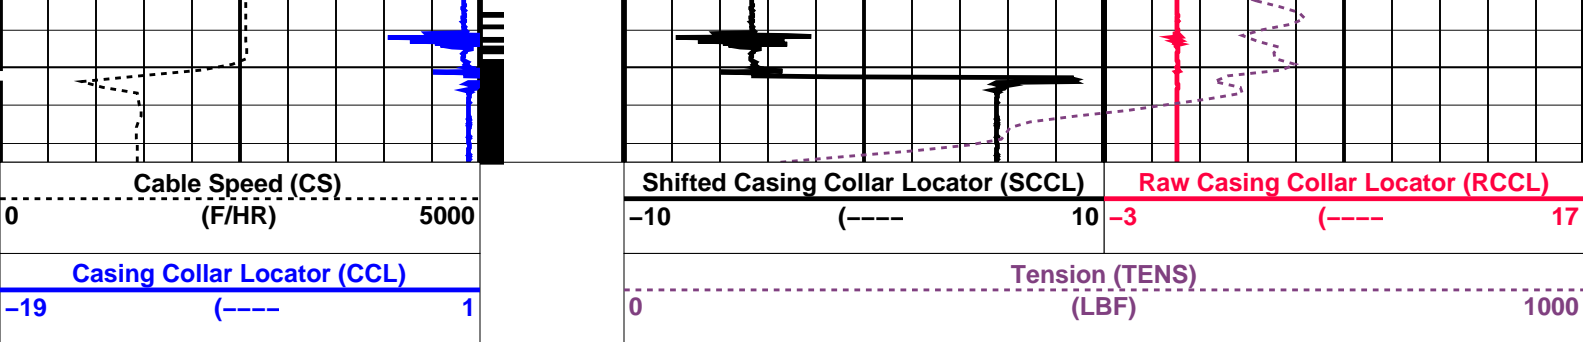 Cable Speed (CS)
0 (F/HR) 5000
Casing Collar Locator (CCL)
−19 (−−−− 1
Shifted Casing Collar Locator (SCCL)
−10 (−−−− 10
Raw Casing Collar Locator (RCCL)
−3 (−−−− 17
Tension (TENS)
0 (LBF) 1000